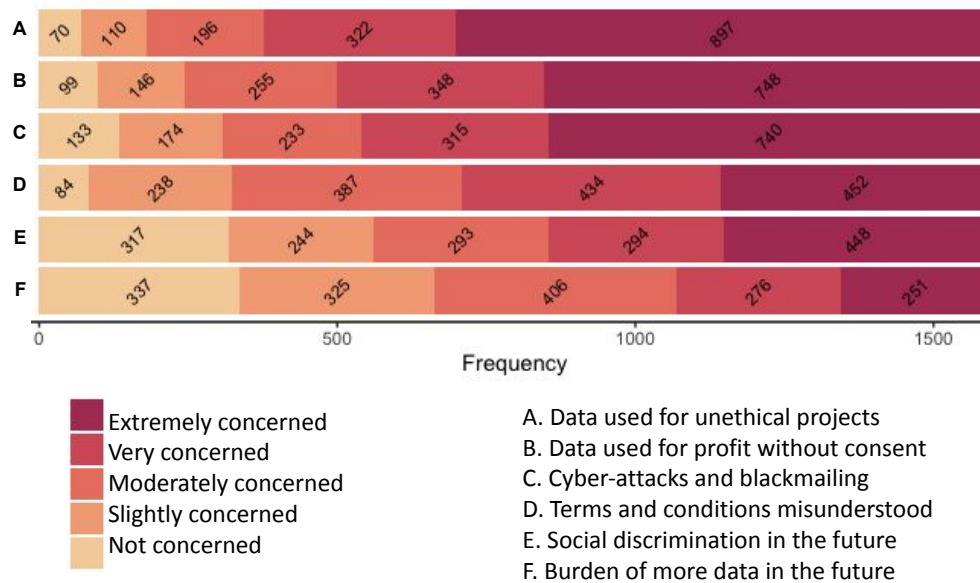 A 70 110 196 322 897
B 99 146 255 348 748
C 133 174 233 315 740
D 84 238 387 434 452
E 317 244 293 294 448
F 337 325 406 276 251
0 500 1000 1500
Frequency
Extremely concerned
Very concerned
Moderately concerned
Slightly concerned
Not concerned
A. Data used for unethical projects
B. Data used for profit without consent
C. Cyber-attacks and blackmailing
D. Terms and conditions misunderstood
E. Social discrimination in the future
F. Burden of more data in the future